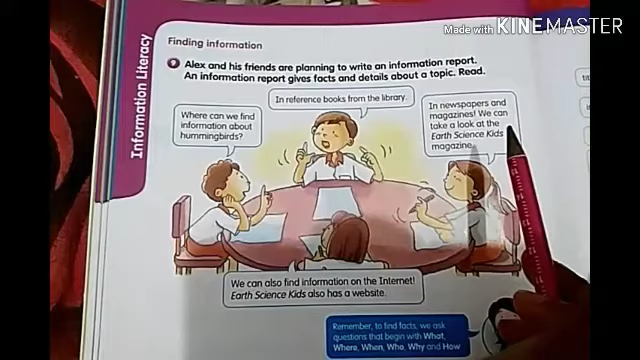 Made with KINEMASTER
Information Literacy
Finding information
Alex and his friends are planning to write an information report.
An information report gives facts and details about a topic. Read.
In reference books from the library.
Where can we find
information about
hummingbirds?
In newspapers and
magazines! We can
take a look at the
Earth Science Kids
magazine.
We can also find information on the Internet!
Earth Science Kids also has a website.
Remember, to find facts, we ask
questions that begin with What,
Where, When, Who, Why and How